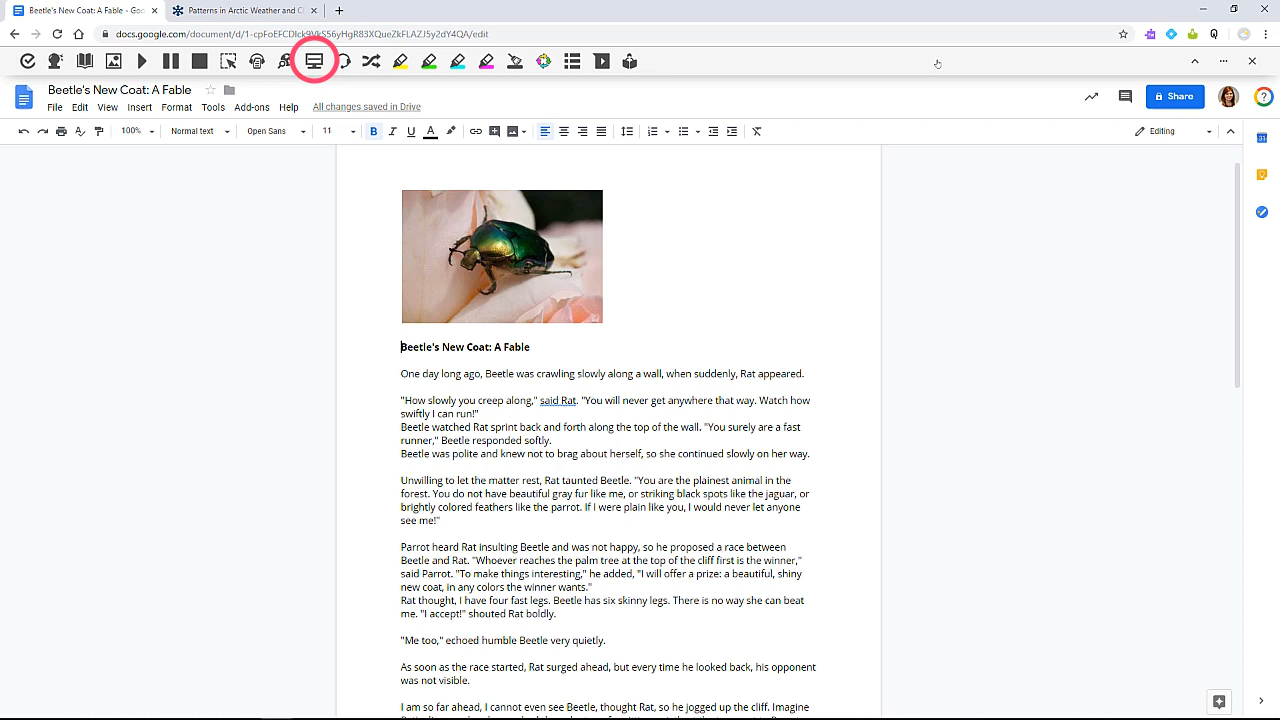 Beetle's New Coat: A Fable - Goo
Patterns in Arctic Weather and C
docs.google.com/document/d/1-cpFoEFCDlck9VkS56yHgR83XQueZkFLAZJ5y2dY4QA/edit
Beetle's New Coat: A Fable
File Edit View Insert Format Tools Add-ons Help All changes saved in Drive
Share
100% Normal text Open Sans 11 B I U A Editing
Beetle's New Coat: A Fable
One day long ago, Beetle was crawling slowly along a wall, when suddenly, Rat appeared.
"How slowly you creep along," said Rat. "You will never get anywhere that way. Watch how
swiftly I can run!"
Beetle watched Rat sprint back and forth along the top of the wall. "You surely are a fast
runner," Beetle responded softly.
Beetle was polite and knew not to brag about herself, so she continued slowly on her way.
Unwilling to let the matter rest, Rat taunted Beetle. "You are the plainest animal in the
forest. You do not have beautiful gray fur like me, or striking black spots like the jaguar, or
brightly colored feathers like the parrot. If I were plain like you, I would never let anyone
see me!"
Parrot heard Rat insulting Beetle and was not happy, so he proposed a race between
Beetle and Rat. "Whoever reaches the palm tree at the top of the cliff first is the winner,"
said Parrot. "To make things interesting," he added, "I will offer a prize: a beautiful, shiny
new coat, in any colors the winner wants."
Rat thought, I have four fast legs. Beetle has six skinny legs. There is no way she can beat
me. "I accept!" shouted Rat boldly.
"Me too," echoed humble Beetle very quietly.
As soon as the race started, Rat surged ahead, but every time he looked back, his opponent
was not visible.
I am so far ahead, I can not even see Beetle, thought Rat, so he jogged up the cliff. Imagine